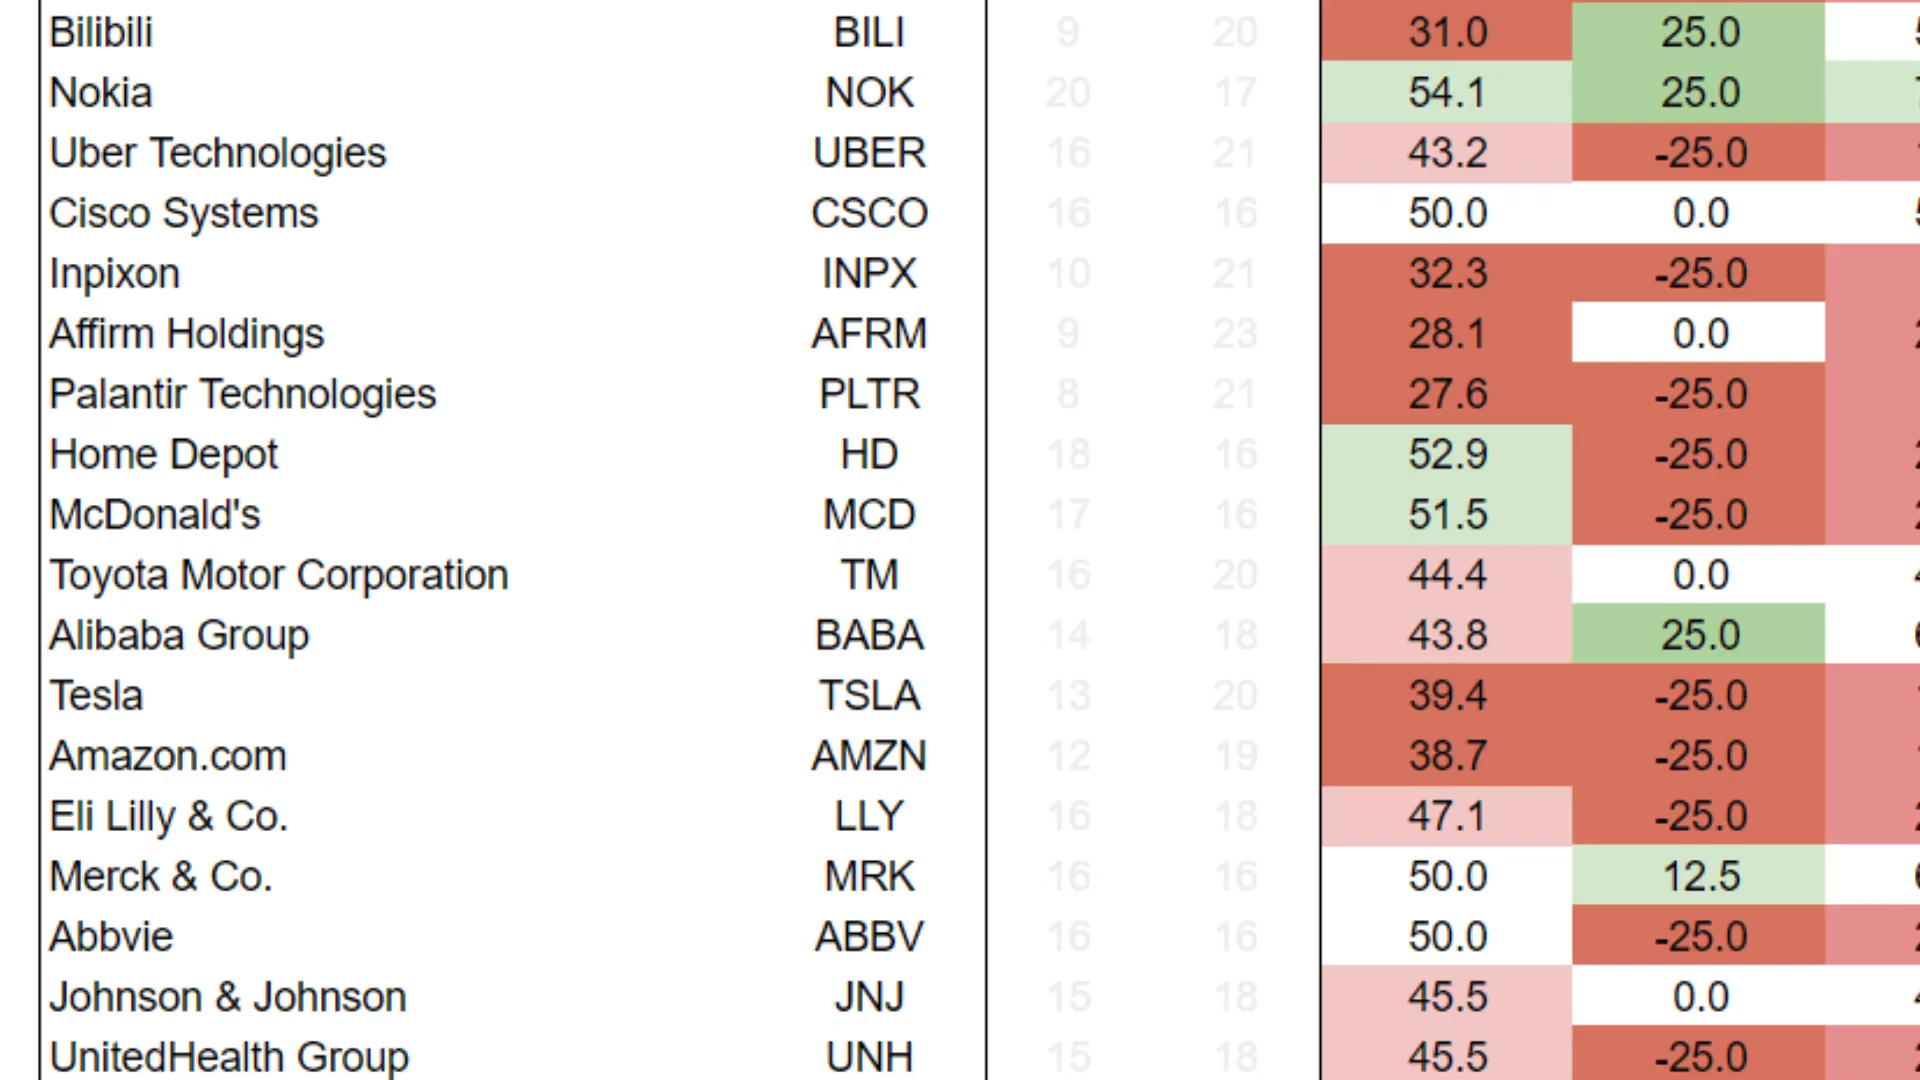 Bilibili BILI 9 20 31.0 25.0
Nokia NOK 20 17 54.1 25.0
Uber Technologies UBER 16 21 43.2 -25.0
Cisco Systems CSCO 16 16 50.0 0.0
Inpixon INPX 10 21 32.3 -25.0
Affirm Holdings AFRM 9 23 28.1 0.0
Palantir Technologies PLTR 8 21 27.6 -25.0
Home Depot HD 18 16 52.9 -25.0
McDonald's MCD 17 16 51.5 -25.0
Toyota Motor Corporation TM 16 20 44.4 0.0
Alibaba Group BABA 14 18 43.8 25.0
Tesla TSLA 13 20 39.4 -25.0
Amazon.com AMZN 12 19 38.7 -25.0
Eli Lilly & Co. LLY 16 18 47.1 -25.0
Merck & Co. MRK 16 16 50.0 12.5
Abbvie ABBV 16 16 50.0 -25.0
Johnson & Johnson JNJ 15 18 45.5 0.0
UnitedHealth Group UNH 15 18 45.5 -25.0